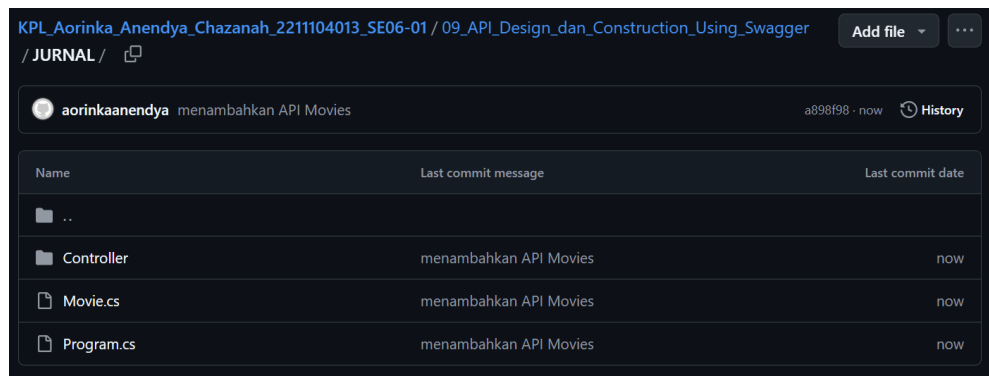 KPL_Aorinka_Anendya_Chazanah_2211104013_SE06-01 / 09_API_Design_dan_Construction_Using_Swagger
/ JURNAL /
Add file
aorinkaanendya menambahkan API Movies a898f98 · now History
Name Last commit message Last commit date
..
Controller menambahkan API Movies now
Movie.cs menambahkan API Movies now
Program.cs menambahkan API Movies now